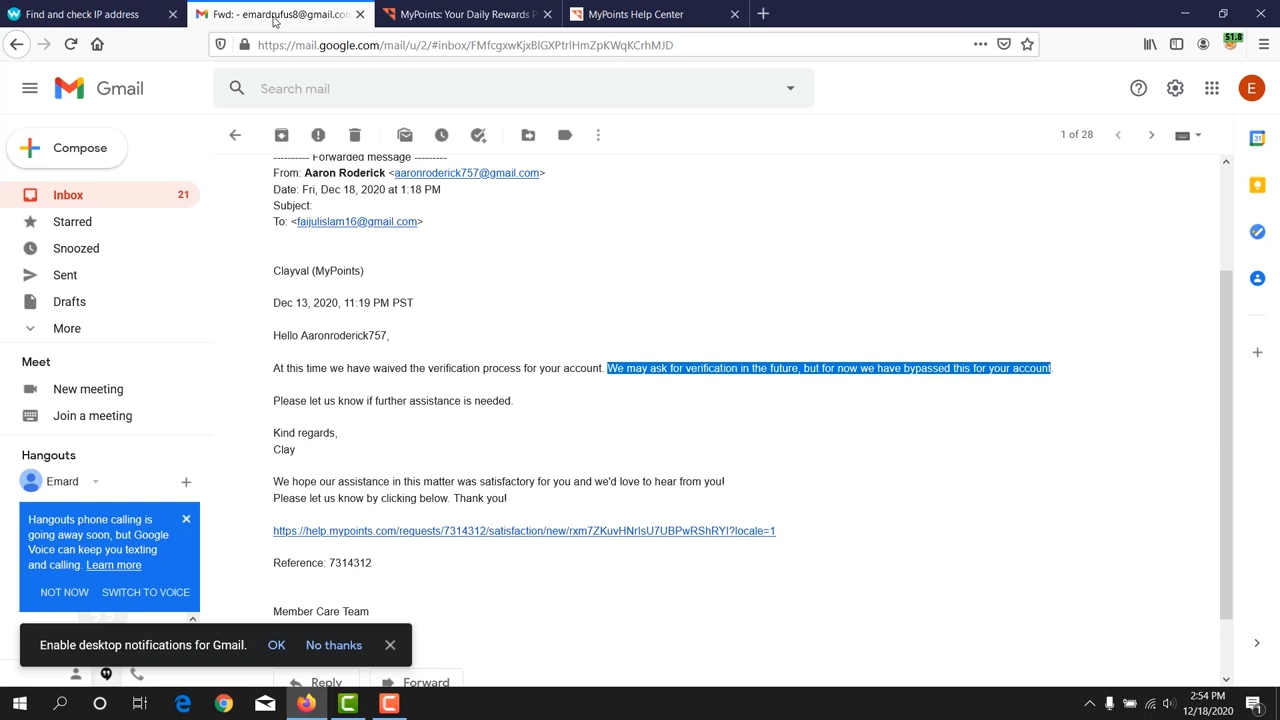 Find and check IP address
Fwd: - emardrufus8@gmail.com
MyPoints: Your Daily Rewards P
MyPoints Help Center
https://mail.google.com/mail/u/2/#inbox/FMfcgxwKjxBlGXPtrlHmZpKWqKCrhMJD
51.8
Gmail
Search mail
E
Compose
1 of 28
Inbox 21
Starred
Snoozed
Sent
Drafts
More
Meet
New meeting
Join a meeting
Hangouts
Emard
Hangouts phone calling is
going away soon, but Google
Voice can keep you texting
and calling. Learn more
NOT NOW SWITCH TO VOICE
---------- Forwarded message ---------
From: Aaron Roderick <aaronroderick757@gmail.com>
Date: Fri, Dec 18, 2020 at 1:18 PM
Subject:
To: <faijulislam16@gmail.com>
Clayval (MyPoints)
Dec 13, 2020, 11:19 PM PST
Hello Aaronroderick757,
At this time we have waived the verification process for your account. We may ask for verification in the future, but for now we have bypassed this for your account.
Please let us know if further assistance is needed.
Kind regards,
Clay
We hope our assistance in this matter was satisfactory for you and we'd love to hear from you!
Please let us know by clicking below. Thank you!
https://help.mypoints.com/requests/7314312/satisfaction/new/rxm7ZKuvHNrIsU7UBPwRShRYI?locale=1
Reference: 7314312
Member Care Team
Enable desktop notifications for Gmail. OK No thanks
Reply Forward
31
2:54 PM
12/18/2020
1